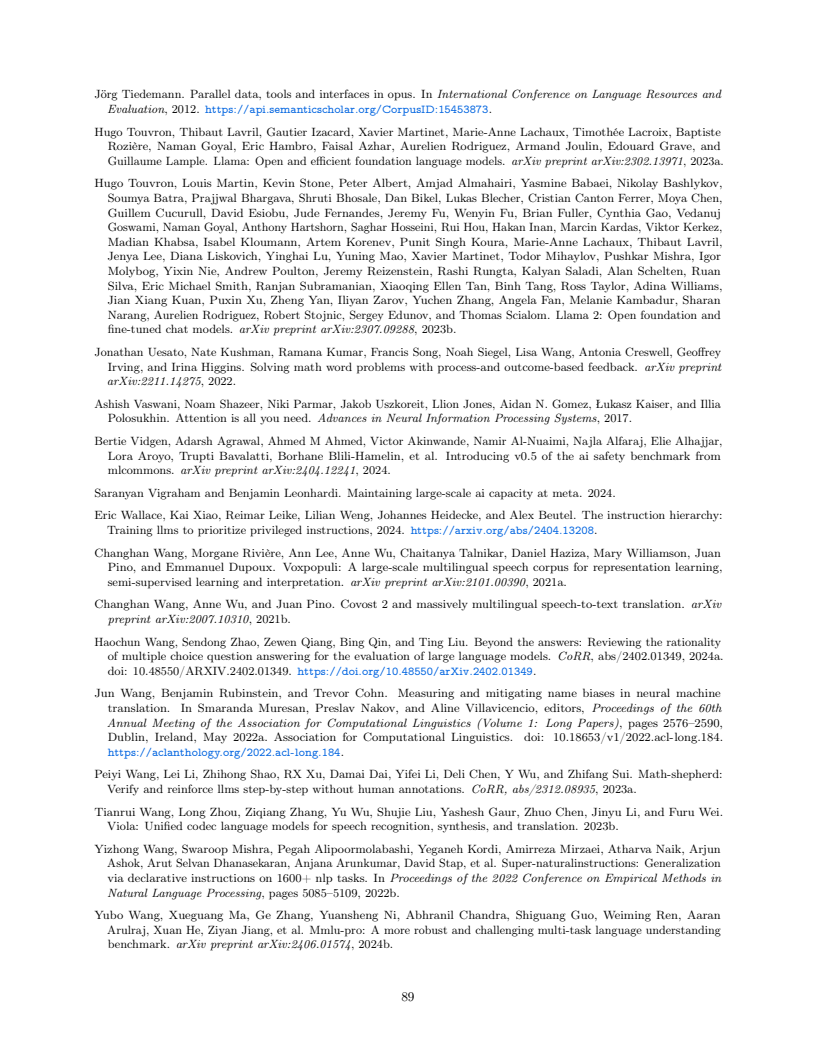 Jörg Tiedemann. Parallel data, tools and interfaces in opus. In International Conference on Language Resources and
Evaluation, 2012. https://api.semanticscholar.org/CorpusID:15453873.
Hugo Touvron, Thibaut Lavril, Gautier Izacard, Xavier Martinet, Marie-Anne Lachaux, Timothée Lacroix, Baptiste
Rozière, Naman Goyal, Eric Hambro, Faisal Azhar, Aurelien Rodriguez, Armand Joulin, Edouard Grave, and
Guillaume Lample. Llama: Open and efficient foundation language models. arXiv preprint arXiv:2302.13971, 2023a.
Hugo Touvron, Louis Martin, Kevin Stone, Peter Albert, Amjad Almahairi, Yasmine Babaei, Nikolay Bashlykov,
Soumya Batra, Prajjwal Bhargava, Shruti Bhosale, Dan Bikel, Lukas Blecher, Cristian Canton Ferrer, Moya Chen,
Guillem Cucurull, David Esiobu, Jude Fernandes, Jeremy Fu, Wenyin Fu, Brian Fuller, Cynthia Gao, Vedanuj
Goswami, Naman Goyal, Anthony Hartshorn, Saghar Hosseini, Rui Hou, Hakan Inan, Marcin Kardas, Viktor Kerkez,
Madian Khabsa, Isabel Kloumann, Artem Korenev, Punit Singh Koura, Marie-Anne Lachaux, Thibaut Lavril,
Jenya Lee, Diana Liskovich, Yinghai Lu, Yuning Mao, Xavier Martinet, Todor Mihaylov, Pushkar Mishra, Igor
Molybog, Yixin Nie, Andrew Poulton, Jeremy Reizenstein, Rashi Rungta, Kalyan Saladi, Alan Schelten, Ruan
Silva, Eric Michael Smith, Ranjan Subramanian, Xiaoqing Ellen Tan, Binh Tang, Ross Taylor, Adina Williams,
Jian Xiang Kuan, Puxin Xu, Zheng Yan, Iliyan Zarov, Yuchen Zhang, Angela Fan, Melanie Kambadur, Sharan
Narang, Aurelien Rodriguez, Robert Stojnic, Sergey Edunov, and Thomas Scialom. Llama 2: Open foundation and
fine-tuned chat models. arXiv preprint arXiv:2307.09288, 2023b.
Jonathan Uesato, Nate Kushman, Ramana Kumar, Francis Song, Noah Siegel, Lisa Wang, Antonia Creswell, Geoffrey
Irving, and Irina Higgins. Solving math word problems with process-and outcome-based feedback. arXiv preprint
arXiv:2211.14275, 2022.
Ashish Vaswani, Noam Shazeer, Niki Parmar, Jakob Uszkoreit, Llion Jones, Aidan N. Gomez, Łukasz Kaiser, and Illia
Polosukhin. Attention is all you need. Advances in Neural Information Processing Systems, 2017.
Bertie Vidgen, Adarsh Agrawal, Ahmed M Ahmed, Victor Akinwande, Namir Al-Nuaimi, Najla Alfaraj, Elie Alhajjar,
Lora Aroyo, Trupti Bavalatti, Borhane Blili-Hamelin, et al. Introducing v0.5 of the ai safety benchmark from
mlcommons. arXiv preprint arXiv:2404.12241, 2024.
Saranyan Vigraham and Benjamin Leonhardi. Maintaining large-scale ai capacity at meta. 2024.
Eric Wallace, Kai Xiao, Reimar Leike, Lilian Weng, Johannes Heidecke, and Alex Beutel. The instruction hierarchy:
Training llms to prioritize privileged instructions, 2024. https://arxiv.org/abs/2404.13208.
Changhan Wang, Morgane Rivière, Ann Lee, Anne Wu, Chaitanya Talnikar, Daniel Haziza, Mary Williamson, Juan
Pino, and Emmanuel Dupoux. Voxpopuli: A large-scale multilingual speech corpus for representation learning,
semi-supervised learning and interpretation. arXiv preprint arXiv:2101.00390, 2021a.
Changhan Wang, Anne Wu, and Juan Pino. Covost 2 and massively multilingual speech-to-text translation. arXiv
preprint arXiv:2007.10310, 2021b.
Haochun Wang, Sendong Zhao, Zewen Qiang, Bing Qin, and Ting Liu. Beyond the answers: Reviewing the rationality
of multiple choice question answering for the evaluation of large language models. CoRR, abs/2402.01349, 2024a.
doi: 10.48550/ARXIV.2402.01349. https://doi.org/10.48550/arXiv.2402.01349.
Jun Wang, Benjamin Rubinstein, and Trevor Cohn. Measuring and mitigating name biases in neural machine
translation. In Smaranda Muresan, Preslav Nakov, and Aline Villavicencio, editors, Proceedings of the 60th
Annual Meeting of the Association for Computational Linguistics (Volume 1: Long Papers), pages 2576–2590,
Dublin, Ireland, May 2022a. Association for Computational Linguistics. doi: 10.18653/v1/2022.acl-long.184.
https://aclanthology.org/2022.acl-long.184.
Peiyi Wang, Lei Li, Zhihong Shao, RX Xu, Damai Dai, Yifei Li, Deli Chen, Y Wu, and Zhifang Sui. Math-shepherd:
Verify and reinforce llms step-by-step without human annotations. CoRR, abs/2312.08935, 2023a.
Tianrui Wang, Long Zhou, Ziqiang Zhang, Yu Wu, Shujie Liu, Yashesh Gaur, Zhuo Chen, Jinyu Li, and Furu Wei.
Viola: Unified codec language models for speech recognition, synthesis, and translation. 2023b.
Yizhong Wang, Swaroop Mishra, Pegah Alipoormolabashi, Yeganeh Kordi, Amirreza Mirzaei, Atharva Naik, Arjun
Ashok, Arut Selvan Dhanasekaran, Anjana Arunkumar, David Stap, et al. Super-naturalinstructions: Generalization
via declarative instructions on 1600+ nlp tasks. In Proceedings of the 2022 Conference on Empirical Methods in
Natural Language Processing, pages 5085–5109, 2022b.
Yubo Wang, Xueguang Ma, Ge Zhang, Yuansheng Ni, Abhranil Chandra, Shiguang Guo, Weiming Ren, Aaran
Arulraj, Xuan He, Ziyan Jiang, et al. Mmlu-pro: A more robust and challenging multi-task language understanding
benchmark. arXiv preprint arXiv:2406.01574, 2024b.
89